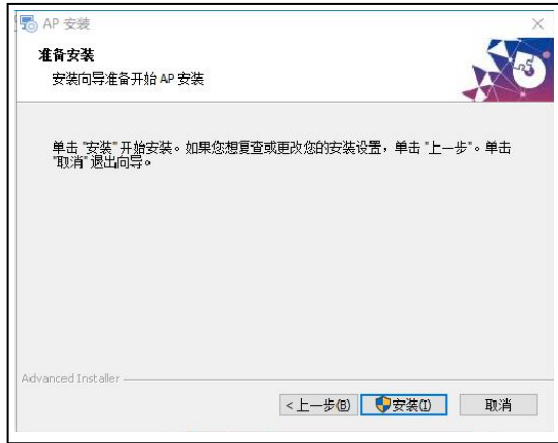 AP 安装
准备安装
安装向导准备开始 AP 安装
单击 "安装" 开始安装。如果您想复查或更改您的安装设置，单击 "上一步"。单击
"取消" 退出向导。
Advanced Installer
< 上一步(B)
安装(I)
取消